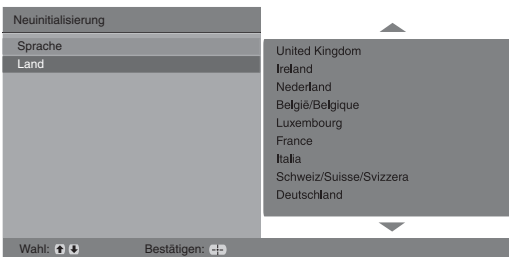 Neuinitialisierung
Sprache
Land
United Kingdom
Ireland
Nederland
België/Belgique
Luxembourg
France
Italia
Schweiz/Suisse/Svizzera
Deutschland
Wahl: Bestätigen: